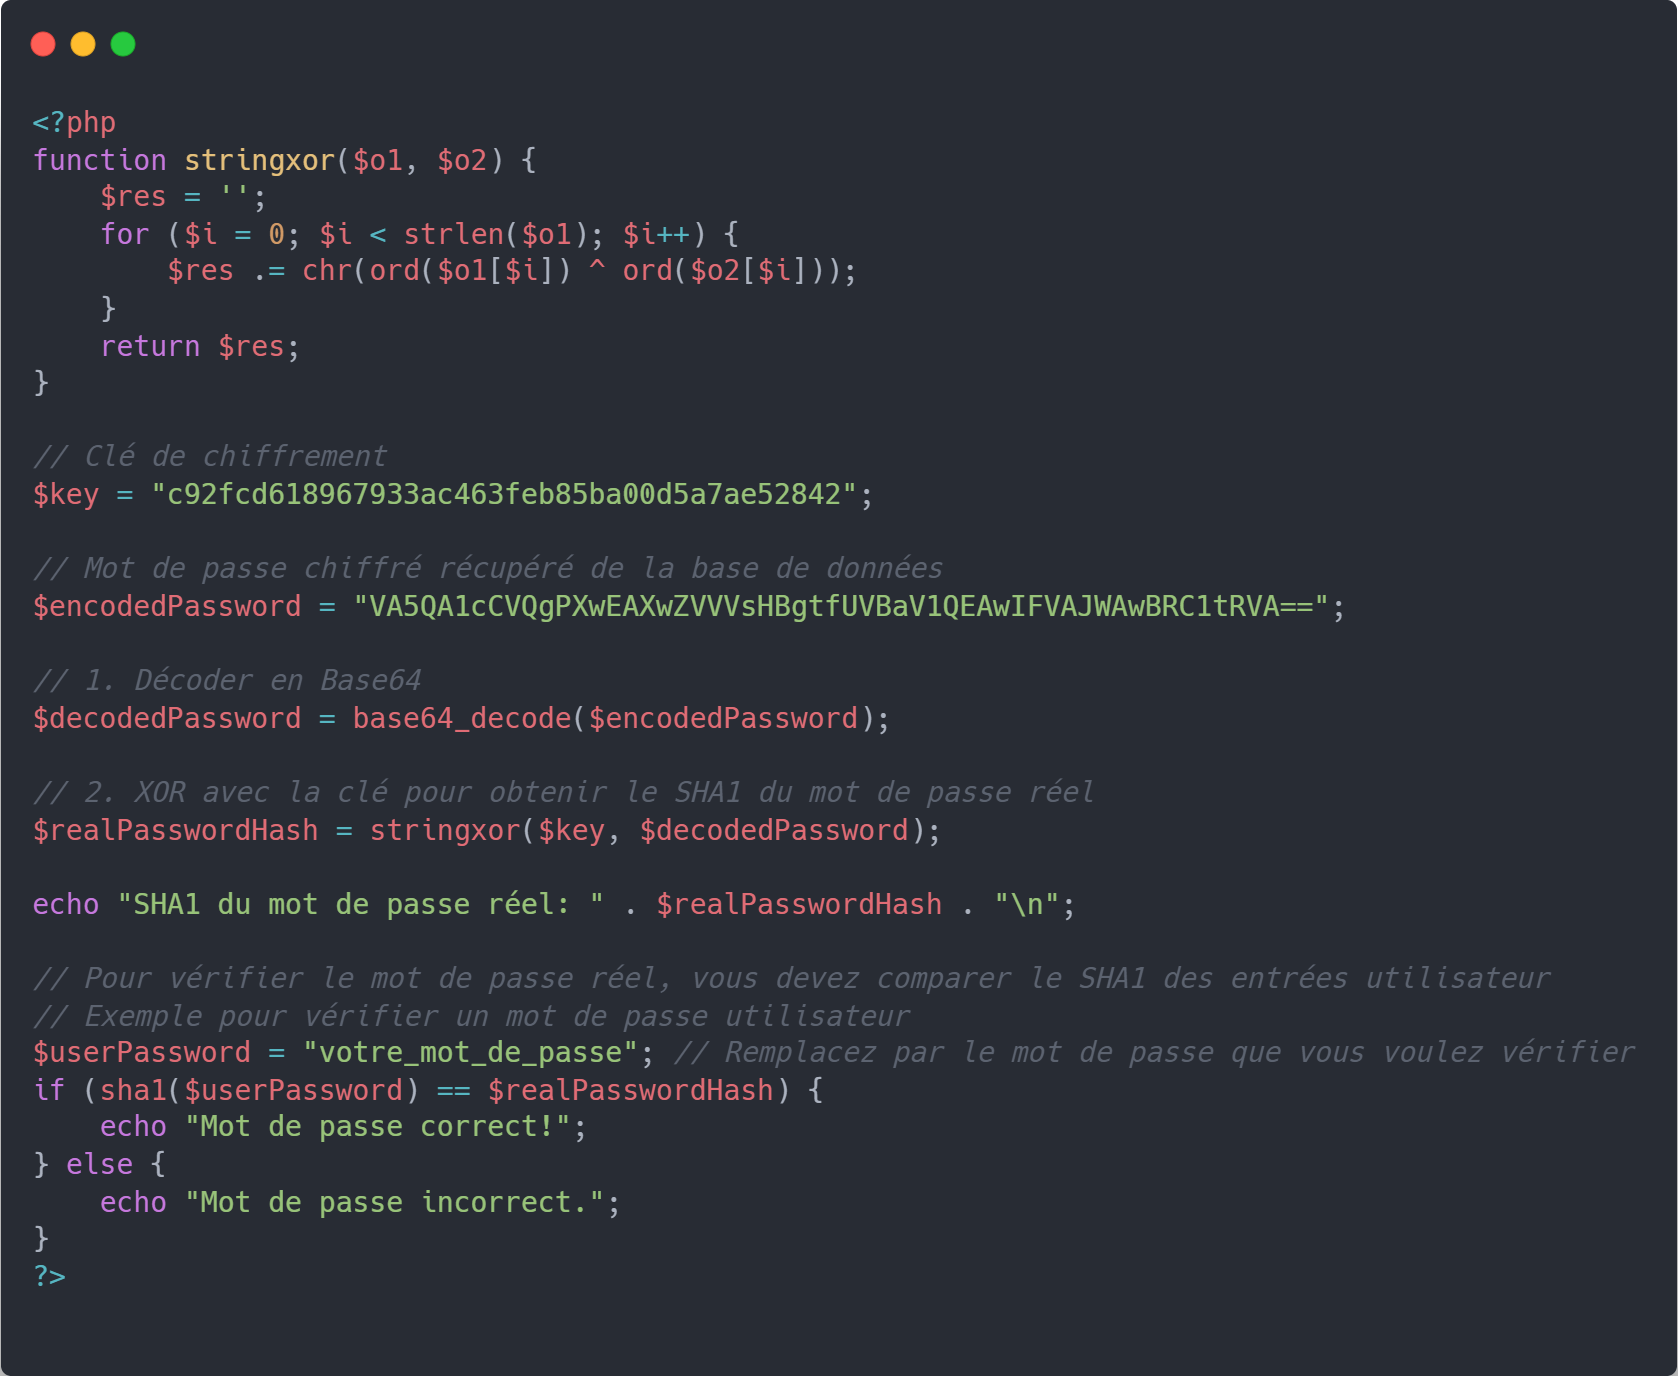 <?php
function stringxor($o1, $o2) {
    $res = '';
    for ($i = 0; $i < strlen($o1); $i++) {
        $res .= chr(ord($o1[$i]) ^ ord($o2[$i]));
    }
    return $res;
}
// Clé de chiffrement
$key = "c92fcd618967933ac463feb85ba00d5a7ae52842";
// Mot de passe chiffré récupéré de la base de données
$encodedPassword = "VA5QA1cCVQgPXwEAXwZVVVsHBgtfUVBaV1QEAwIFVAJWAwBRC1tRVA==";
// 1. Décoder en Base64
$decodedPassword = base64_decode($encodedPassword);
// 2. XOR avec la clé pour obtenir le SHA1 du mot de passe réel
$realPasswordHash = stringxor($key, $decodedPassword);
echo "SHA1 du mot de passe réel: " . $realPasswordHash . "\n";
// Pour vérifier le mot de passe réel, vous devez comparer le SHA1 des entrées utilisateur
// Exemple pour vérifier un mot de passe utilisateur
$userPassword = "votre_mot_de_passe"; // Remplacez par le mot de passe que vous voulez vérifier
if (sha1($userPassword) == $realPasswordHash) {
    echo "Mot de passe correct!";
} else {
    echo "Mot de passe incorrect.";
}
?>